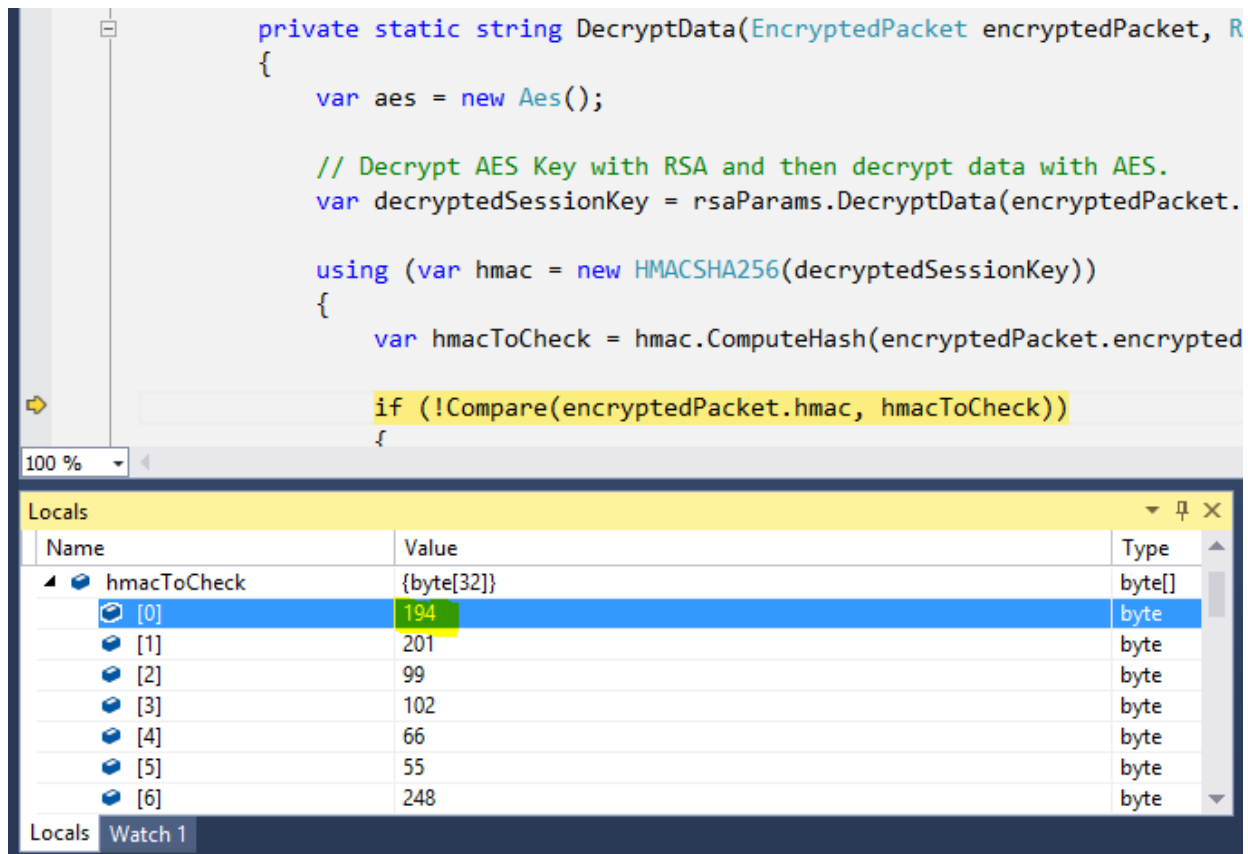 private static string DecryptData(EncryptedPacket encryptedPacket, R
{
var aes = new Aes();
// Decrypt AES Key with RSA and then decrypt data with AES.
var decryptedSessionKey = rsaParams.DecryptData(encryptedPacket.
using (var hmac = new HMACSHA256(decryptedSessionKey))
{
var hmacToCheck = hmac.ComputeHash(encryptedPacket.encrypted
if (!Compare(encryptedPacket.hmac, hmacToCheck))
{
100 %
Locals
Name Value Type
hmacToCheck {byte[32]} byte[]
[0] 194 byte
[1] 201 byte
[2] 99 byte
[3] 102 byte
[4] 66 byte
[5] 55 byte
[6] 248 byte
Locals Watch 1